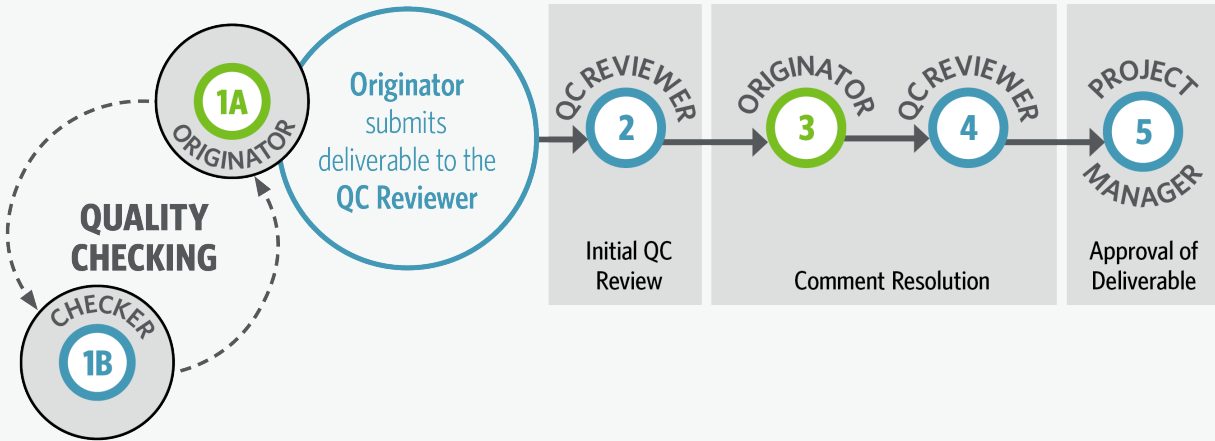 1A
ORIGINATOR
QUALITY
CHECKING
CHECKER
1B
Originator
submits
deliverable to the
QC Reviewer
QC REVIEWER
2
Initial QC
Review
ORIGINATOR
3
QC REVIEWER
4
Comment Resolution
PROJECT
5
MANAGER
Approval of
Deliverable